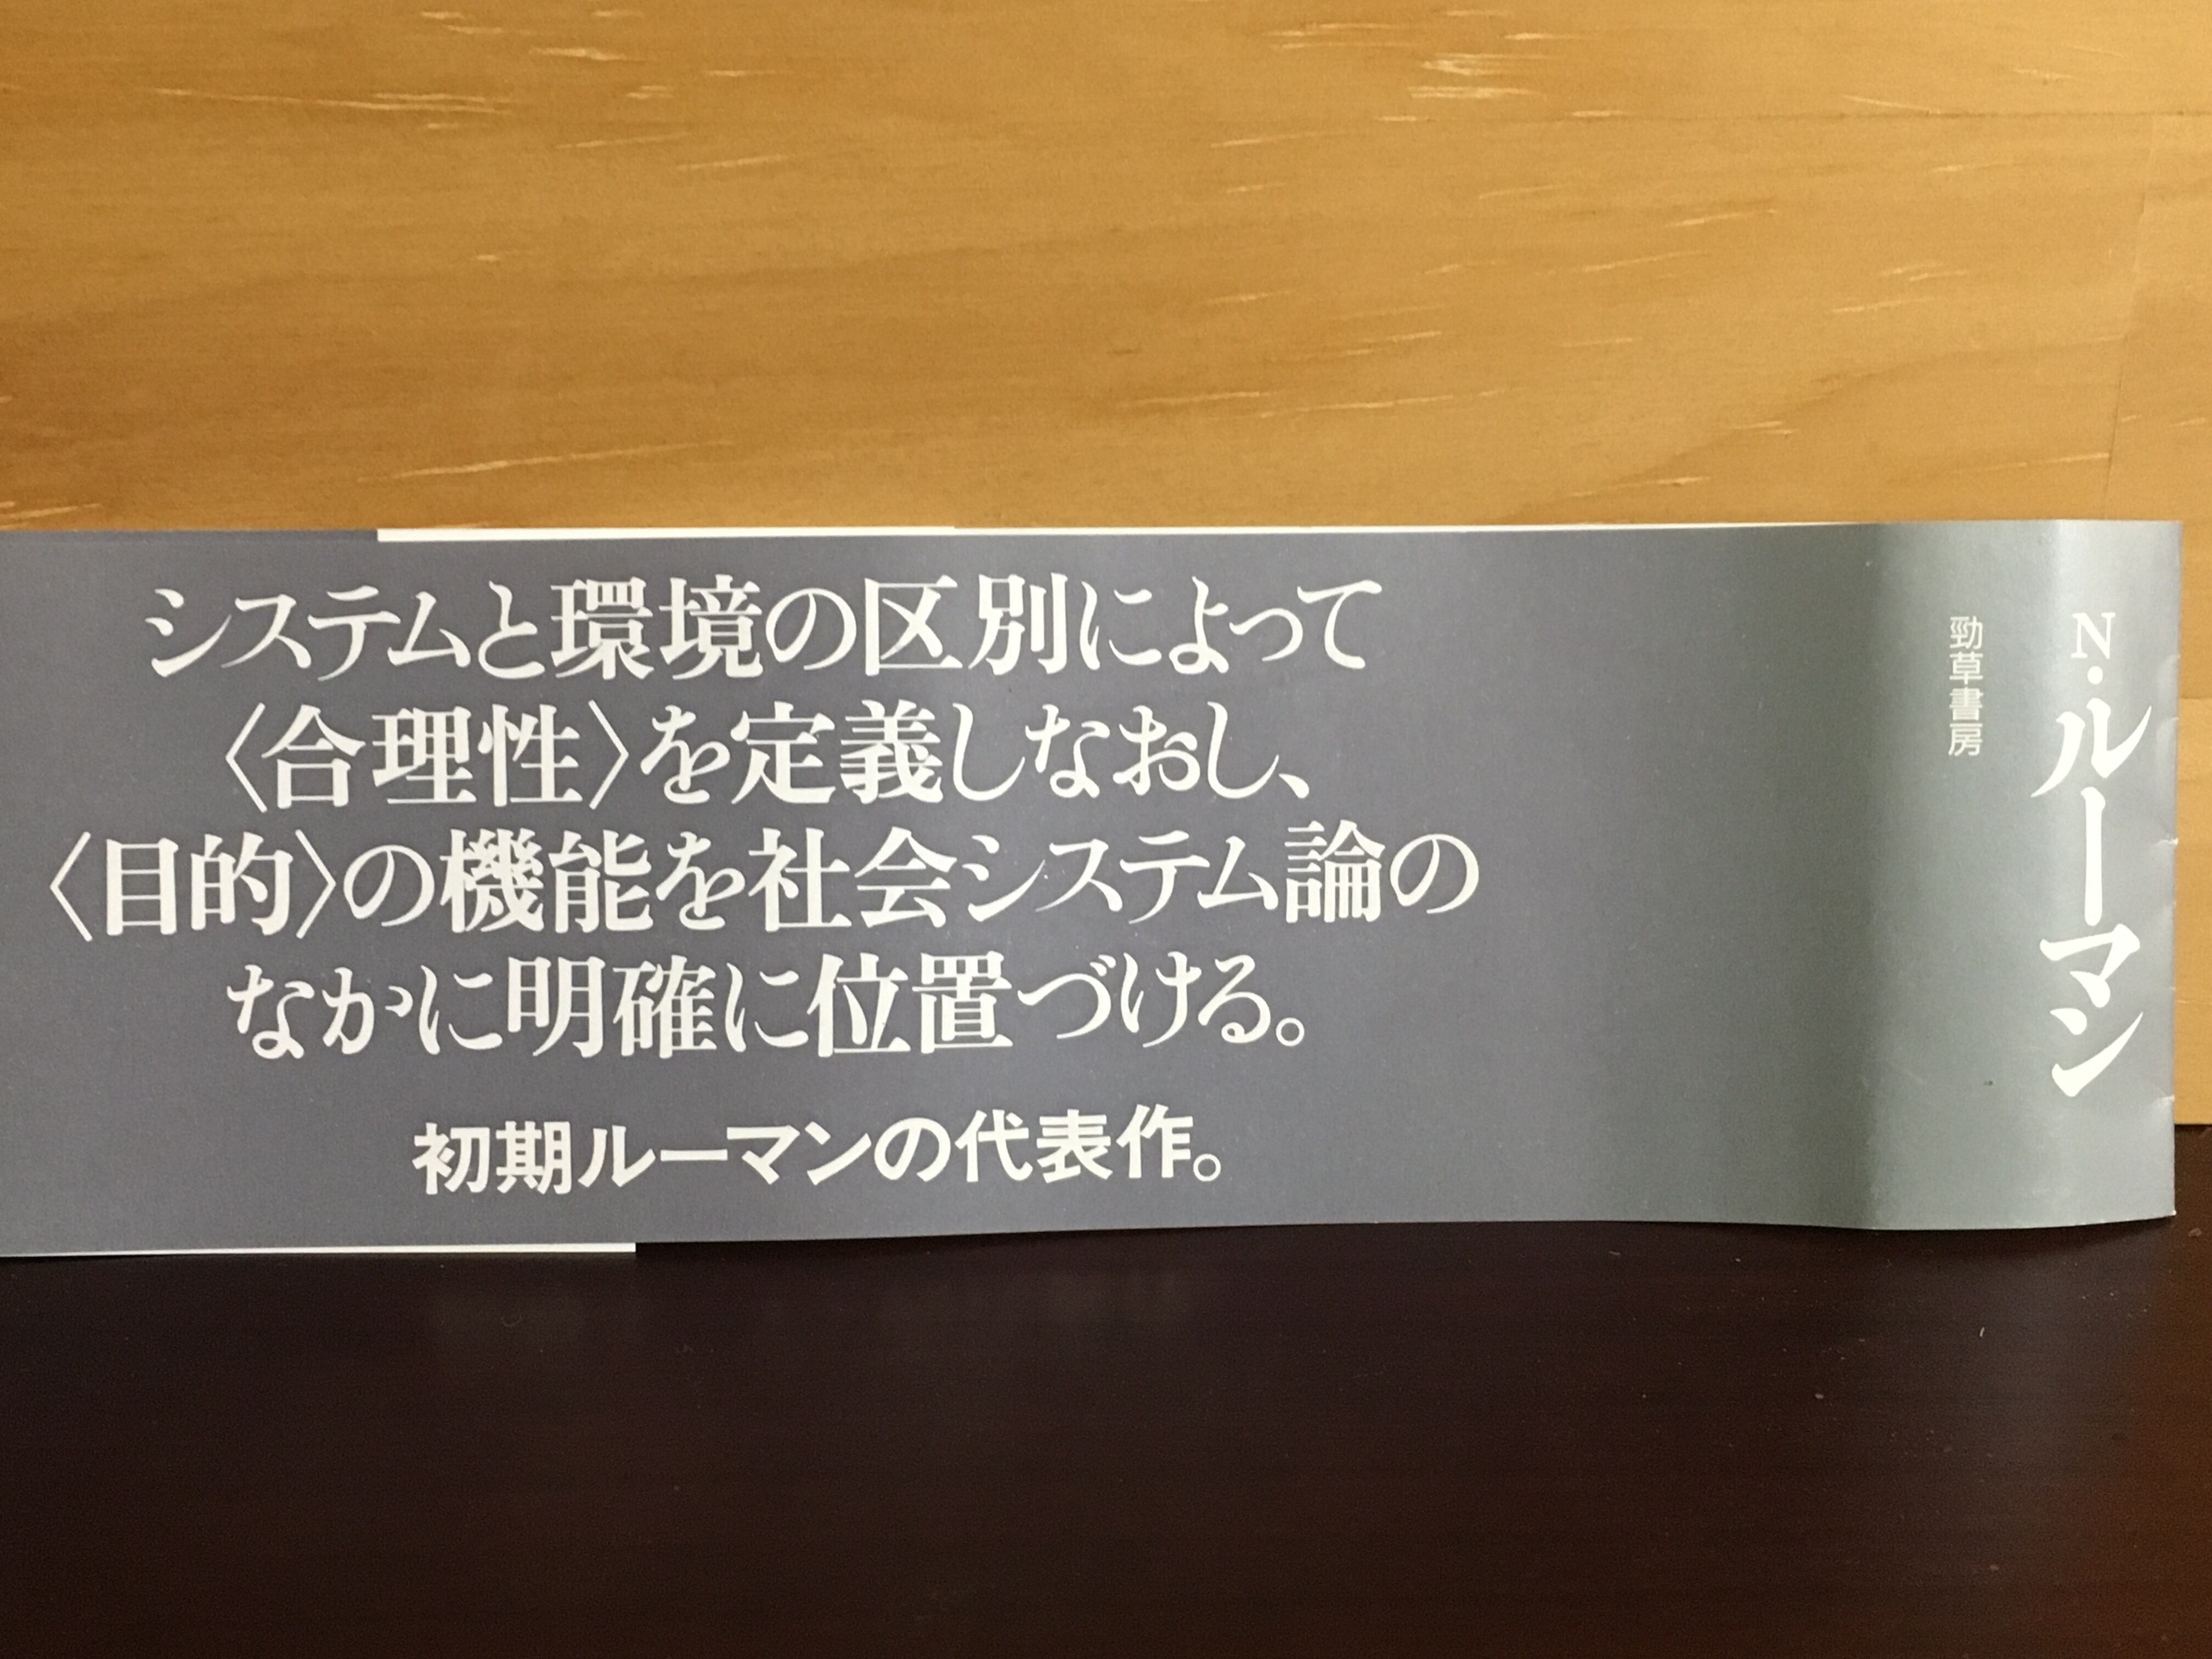 システムと環境の区別によって
〈合理性〉を定義しなおし、
〈目的〉の機能を社会システム論の
なかに明確に位置づける。
初期ルーマンの代表作。
N・ルーマン
勁草書房